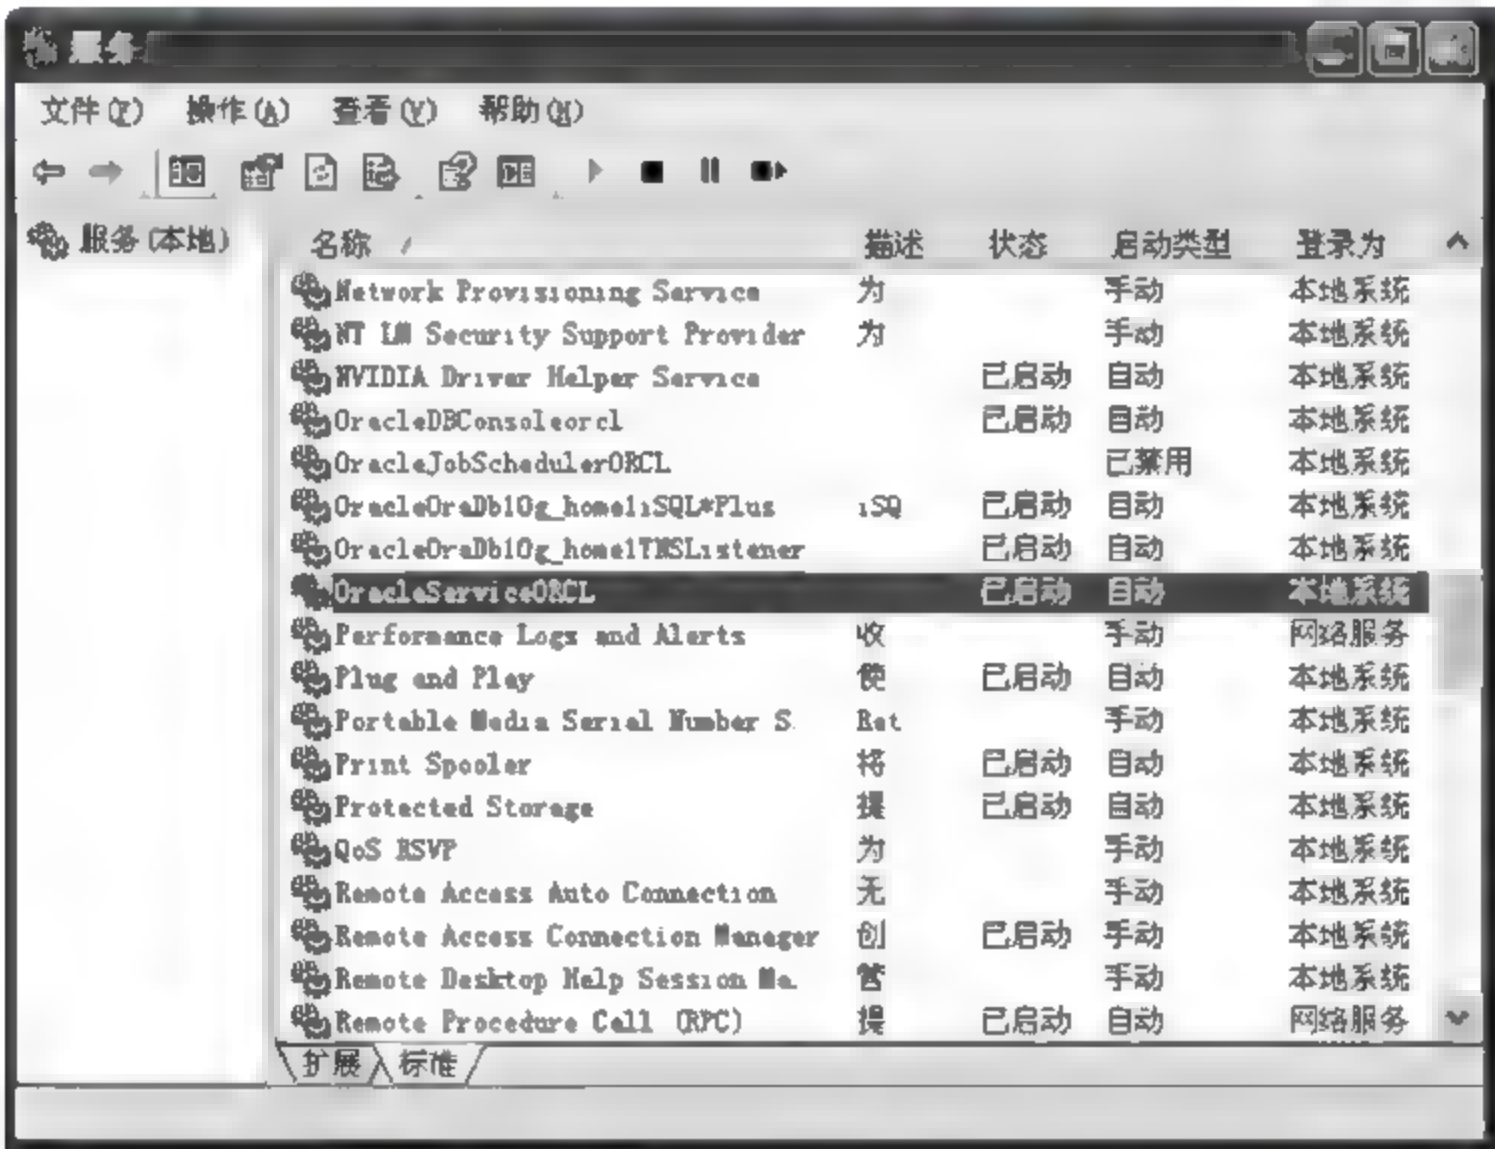 服务
文件(F) 操作(A) 查看(V) 帮助(H)
服务(本地)
名称 / 描述 状态 启动类型 登录为
Network Provisioning Service 为 手动 本地系统
NT LM Security Support Provider 为 手动 本地系统
NVIDIA Driver Helper Service 已启动 自动 本地系统
OracleDBConsoleorcl 已启动 自动 本地系统
OracleJobSchedulerORCL 已禁用 本地系统
OracleOraDb10g_home1iSQL*Plus iSQ 已启动 自动 本地系统
OracleOraDb10g_home1TNSListener 已启动 自动 本地系统
OracleServiceORCL 已启动 自动 本地系统
Performance Logs and Alerts 收 手动 网络服务
Plug and Play 使 已启动 自动 本地系统
Portable Media Serial Number S. Ret 手动 本地系统
Print Spooler 将 已启动 自动 本地系统
Protected Storage 提 已启动 自动 本地系统
QoS RSVP 为 手动 本地系统
Remote Access Auto Connection 无 手动 本地系统
Remote Access Connection Manager 创 已启动 手动 本地系统
Remote Desktop Help Session Ma. 管 手动 本地系统
Remote Procedure Call (RPC) 提 已启动 自动 网络服务
扩展 标准